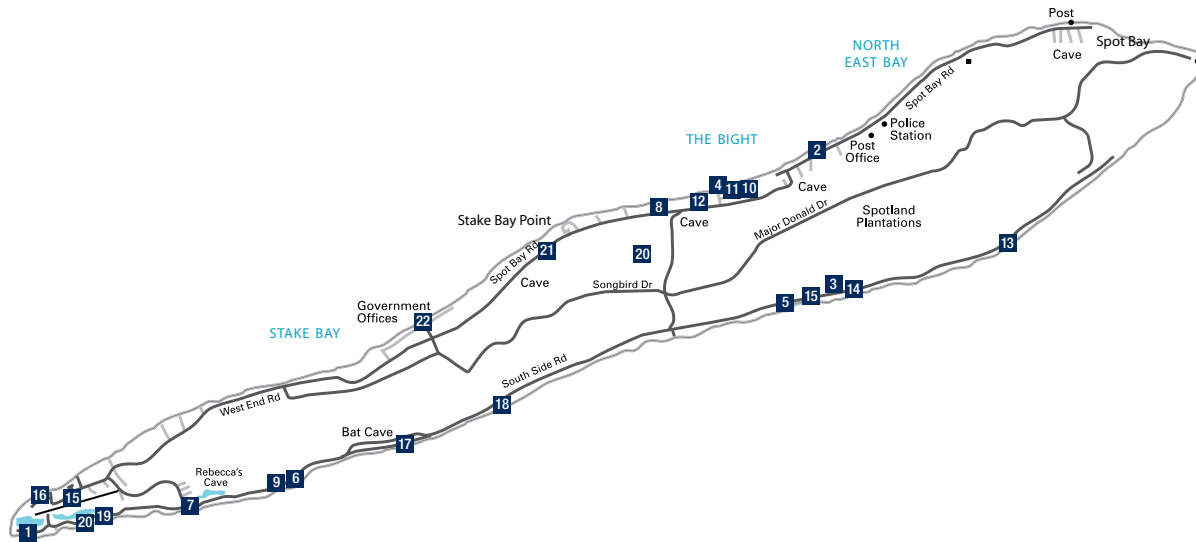 Post
Spot Bay
NORTH
EAST BAY
Cave
Spot Bay Rd
Police
Station
Post
Office
THE BIGHT
2
4
11
10
12
8
Cave
Cave
Major Donald Dr
Spotland
Plantations
Stake Bay Point
21
20
13
Spot Bay Rd
Cave
Songbird Dr
3
14
15
5
Government
Offices
22
STAKE BAY
South Side Rd
West End Rd
18
Bat Cave
17
Rebecca's
Cave
6
9
7
16
15
19
20
1